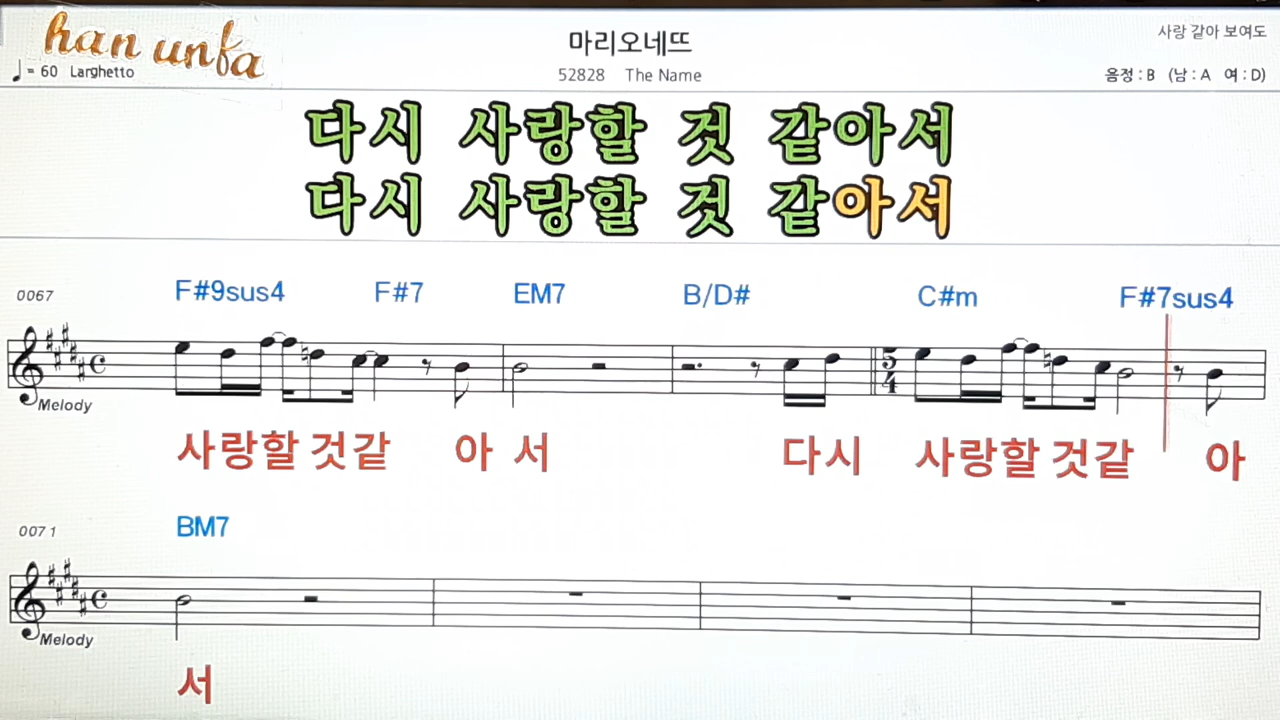 han unfa
마리오네뜨
사랑 같아 보여도
♩= 60 Larghetto
52828 The Name
음정 : B (남 : A 여 : D)
다시 사랑할 것 같아서
다시 사랑할 것 같아서
0067 F#9sus4 F#7 EM7 B/D# C#m F#7sus4
5
4
Melody
사랑할 것같 아 서 다시 사랑할 것같 아
0071 BM7
Melody
서